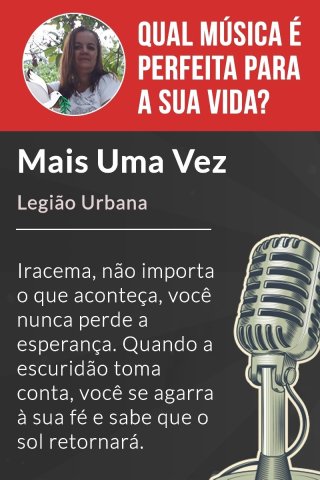 QUAL MÚSICA É
PERFEITA PARA
A SUA VIDA?
Mais Uma Vez
Legião Urbana
Iracema, não importa
o que aconteça, você
nunca perde a
esperança. Quando a
escuridão toma
conta, você se agarra
à sua fé e sabe que o
sol retornará.